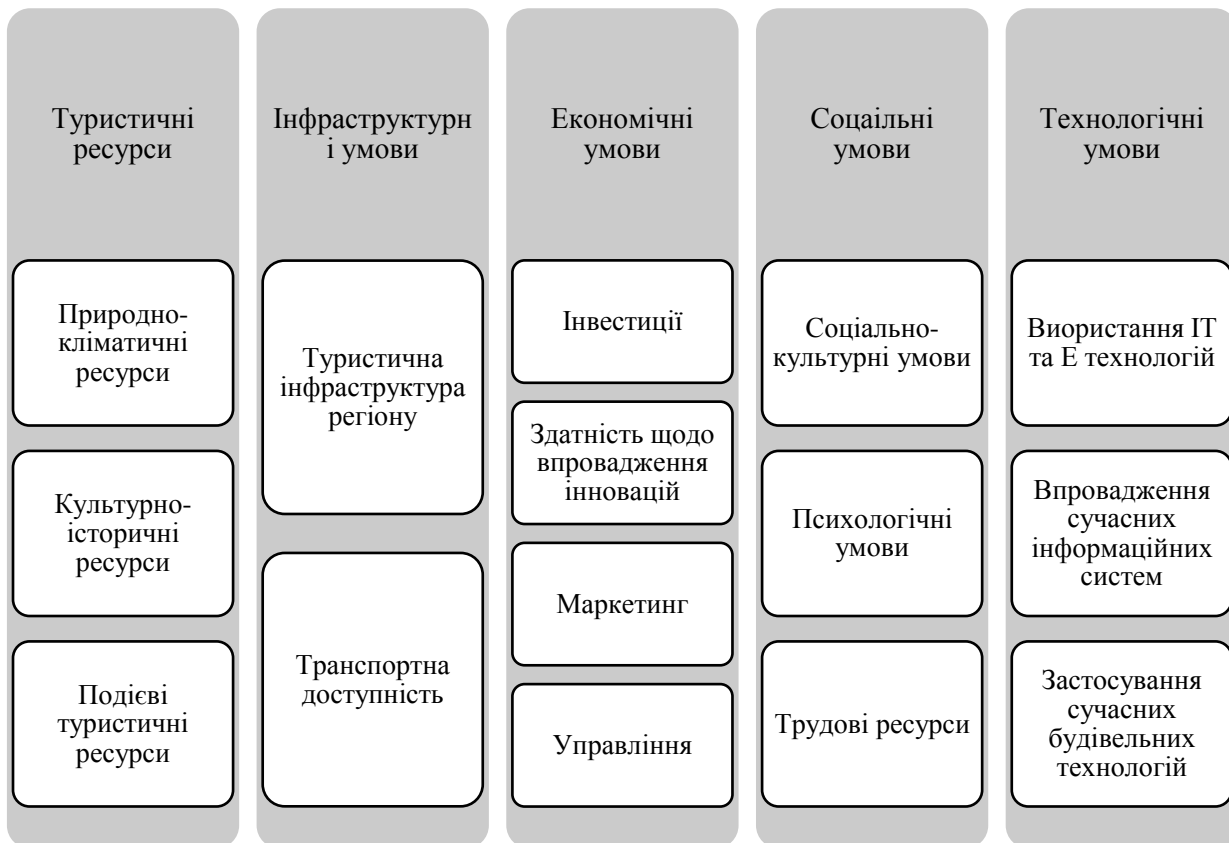 Туристичні
ресурси
Природно-
кліматичні
ресурси
Культурно-
історичні
ресурси
Подієві
туристичні
ресурси
Інфраструктурн
і умови
Туристична
інфраструктура
регіону
Транспортна
доступність
Економічні
умови
Інвестиції
Здатність щодо
впровадження
інновацій
Маркетинг
Управління
Соцаільні
умови
Соціально-
культурні умови
Психологічні
умови
Трудові ресурси
Технологічні
умови
Виористання ІТ
та Е технологій
Впровадження
сучасних
інформаційних
систем
Застосування
сучасних
будівельних
технологій